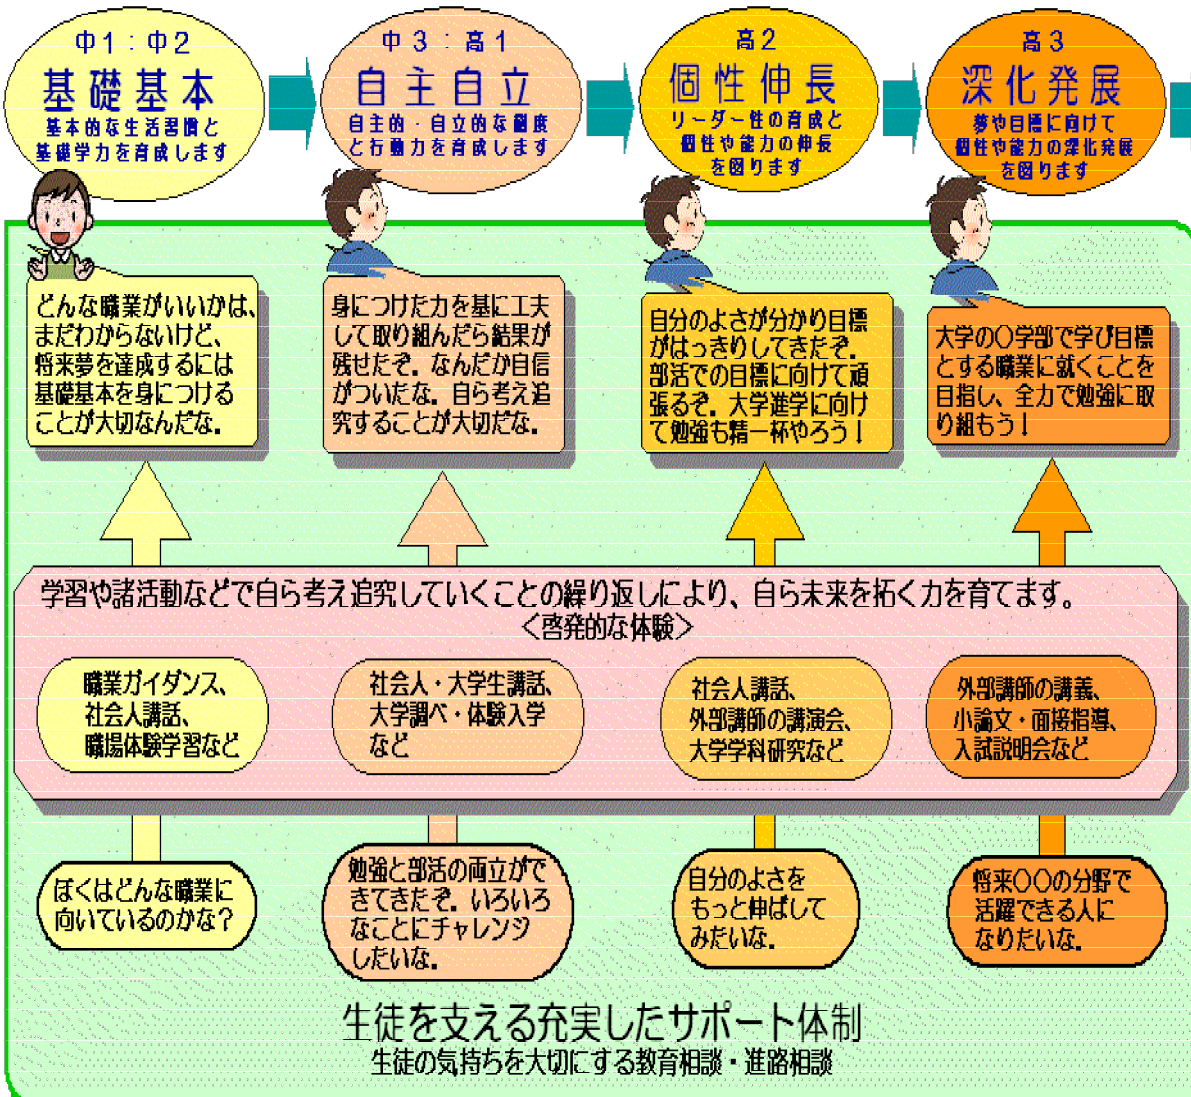 中1：中2
基礎基本
基本的な生活習慣と
基礎学力を育成します
中3：高1
自主自立
自主的・自立的な態度
と行動力を育成します
高2
個性伸長
リーダー性の育成と
個性や能力の伸長
を図ります
高3
深化発展
夢や目標に向けて
個性や能力の深化発展
を図ります
どんな職業がいいかは、
まだわからないけど、
将来夢を達成するには
基礎基本を身につける
ことが大切なんだな。
身につけた力を基に工夫
して取り組んだら結果が
残せたぞ。なんだか自信
がついたな。自ら考え追
究することが大切だな。
自分のよさが分かり目標
がはっきりしてきたぞ。
部活での目標に向けて頑
張るぞ。大学進学に向け
て勉強も精一杯やろう！
大学の○学部で学び目標
とする職業に就くことを
目指し、全力で勉強に取
り組もう！
学習や諸活動などで自ら考え追究していくことの繰り返しにより、自ら未来を拓く力を育てます。
＜啓発的な体験＞
職業ガイダンス、
社会人講話、
職場体験学習など
社会人・大学生講話、
大学調べ・体験入学
など
社会人講話、
外部講師の講演会、
大学学科研究など
外部講師の講義、
小論文・面接指導、
入試説明会など
ぼくはどんな職業に
向いているのかな？
勉強と部活の両立がで
きてきたぞ。いろいろ
なことにチャレンジ
したいな。
自分のよさを
もっと伸ばして
みたいな。
将来○○の分野で
活躍できる人に
なりたいな。
生徒を支える充実したサポート体制
生徒の気持ちを大切にする教育相談・進路相談